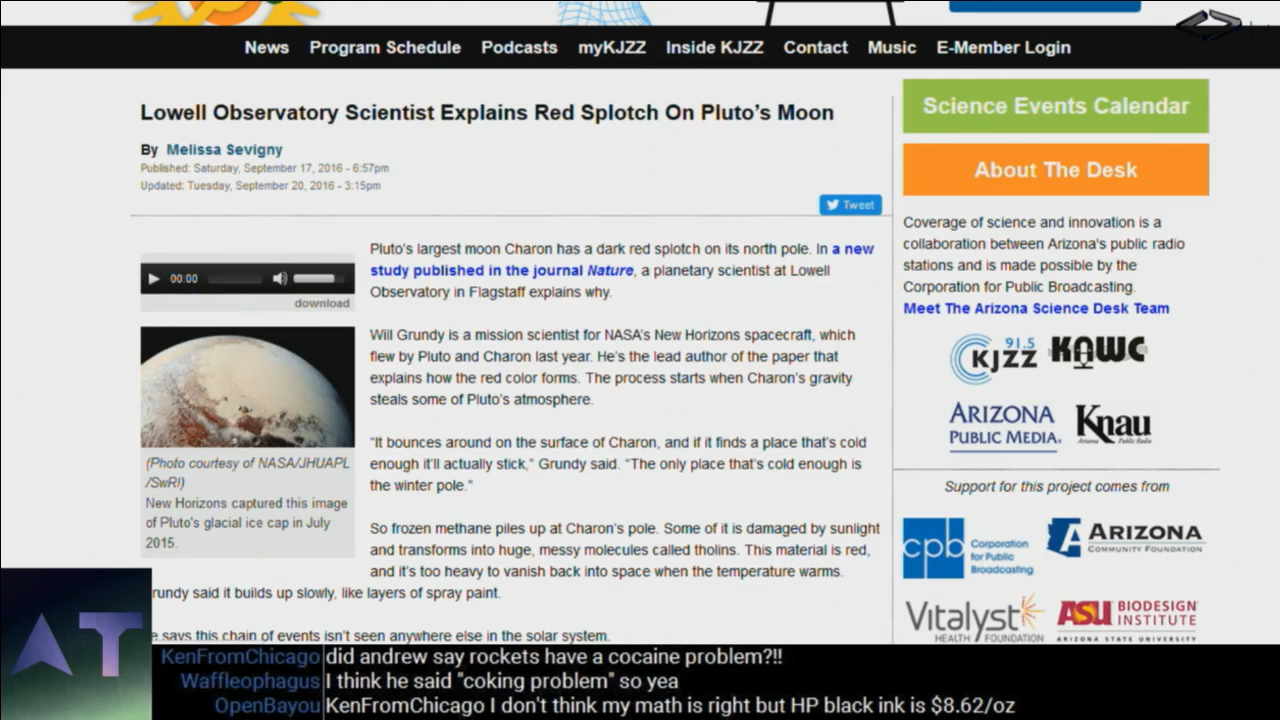 News Program Schedule Podcasts myKJZZ Inside KJZZ Contact Music E-Member Login
Lowell Observatory Scientist Explains Red Splotch On Pluto's Moon
By Melissa Sevigny
Published: Saturday, September 17, 2016 - 6:57pm
Updated: Tuesday, September 20, 2016 - 3:15pm
Tweet
00:00
download
(Photo courtesy of NASA/JHUAPL
/SwRI)
New Horizons captured this image
of Pluto's glacial ice cap in July
2015.
Pluto's largest moon Charon has a dark red splotch on its north pole. In a new
study published in the journal Nature, a planetary scientist at Lowell
Observatory in Flagstaff explains why.
Will Grundy is a mission scientist for NASA's New Horizons spacecraft, which
flew by Pluto and Charon last year. He's the lead author of the paper that
explains how the red color forms. The process starts when Charon's gravity
steals some of Pluto's atmosphere.
"It bounces around on the surface of Charon, and if it finds a place that's cold
enough it'll actually stick," Grundy said. "The only place that's cold enough is
the winter pole."
So frozen methane piles up at Charon's pole. Some of it is damaged by sunlight
and transforms into huge, messy molecules called tholins. This material is red,
and it's too heavy to vanish back into space when the temperature warms.
rundy said it builds up slowly, like layers of spray paint.
e says this chain of events isn't seen anywhere else in the solar system.
Science Events Calendar
About The Desk
Coverage of science and innovation is a
collaboration between Arizona's public radio
stations and is made possible by the
Corporation for Public Broadcasting.
Meet The Arizona Science Desk Team
91.5
KJZZ
KAWC
ARIZONA
PUBLIC MEDIA.
Knau
Arizona Public Radio
Support for this project comes from
cpb Corporation
for Public
Broadcasting
A ARIZONA
COMMUNITY FOUNDATION
Vitalyst
HEALTH FOUNDATION
ASU BIODESIGN
INSTITUTE
ARIZONA STATE UNIVERSITY
AT
KenFromChicago did andrew say rockets have a cocaine problem?!!
Waffleophagus I think he said "coking problem" so yea
OpenBayou KenFromChicago I don't think my math is right but HP black ink is $8.62/oz